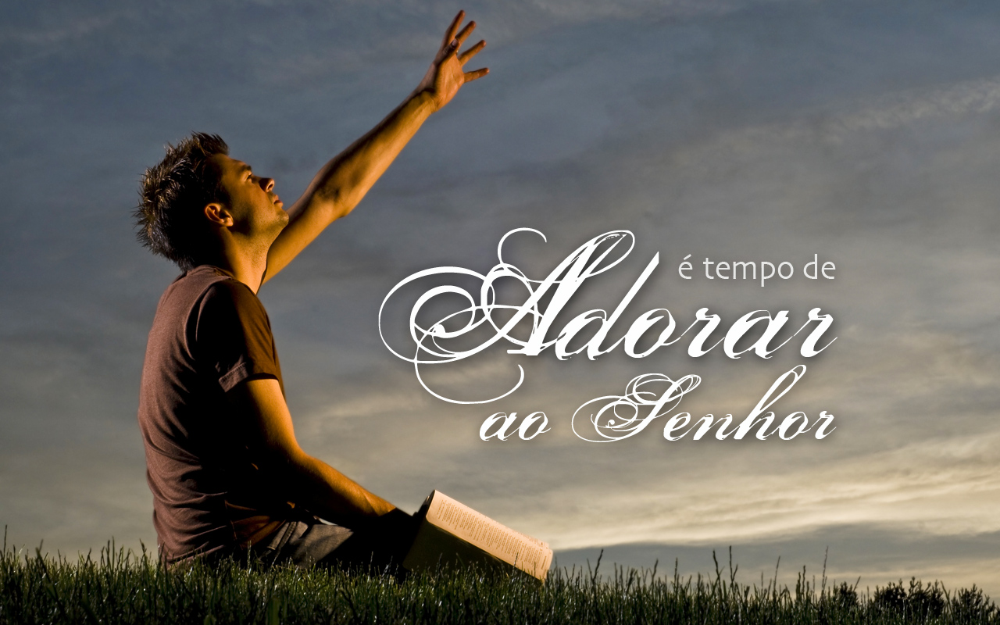 é tempo de
Adorar
ao Senhor